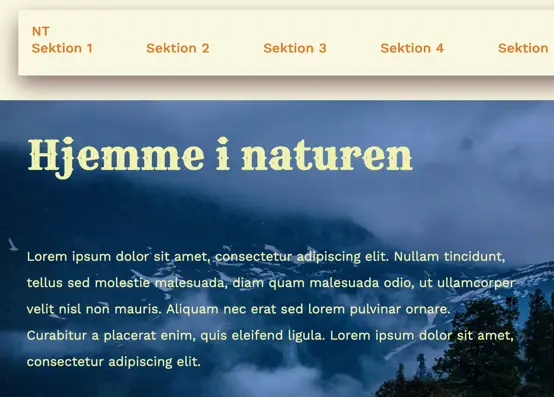 NT
Sektion 1 Sektion 2 Sektion 3 Sektion 4 Sektion
Hjemme i naturen
Lorem ipsum dolor sit amet, consectetur adipiscing elit. Nullam tincidunt,
tellus sed molestie malesuada, diam quam malesuada odio, ut ullamcorper
velit nisl non mauris. Aliquam nec erat sed lorem pulvinar ornare.
Curabitur a placerat enim, quis eleifend ligula. Lorem ipsum dolor sit amet,
consectetur adipiscing elit.